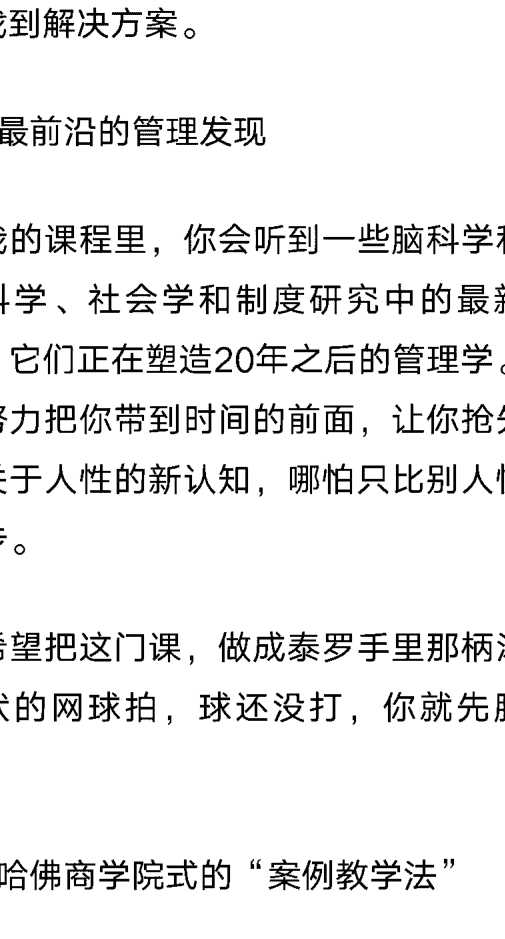 到解决方案。
最前沿的管理发现
的课程里，你会听到一些脑科学
学、社会学和制度研究中的最
它们正在塑造20年之后的管理学。
力把你带到时间的前面，让你抢
于人性的新认知，哪怕只比别人
。
望把这门课，做成泰罗手里那柄
的网球拍，球还没打，你就先
哈佛商学院式的“案例教学法”